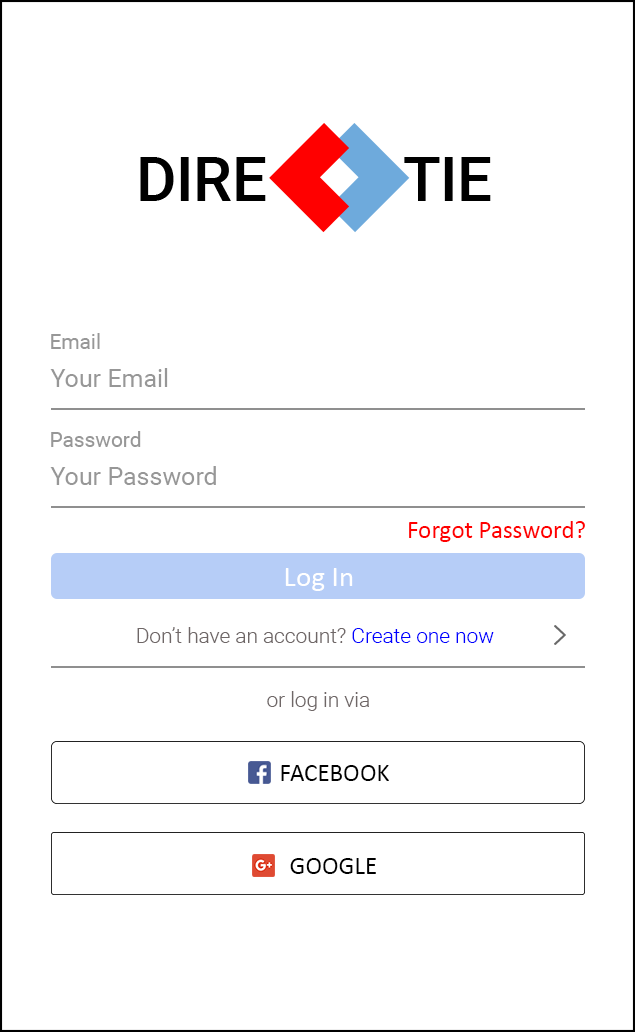 DIRE TIE
Email
Your Email
Password
Your Password
Forgot Password?
Log In
Don’t have an account? Create one now
or log in via
FACEBOOK
G+ GOOGLE